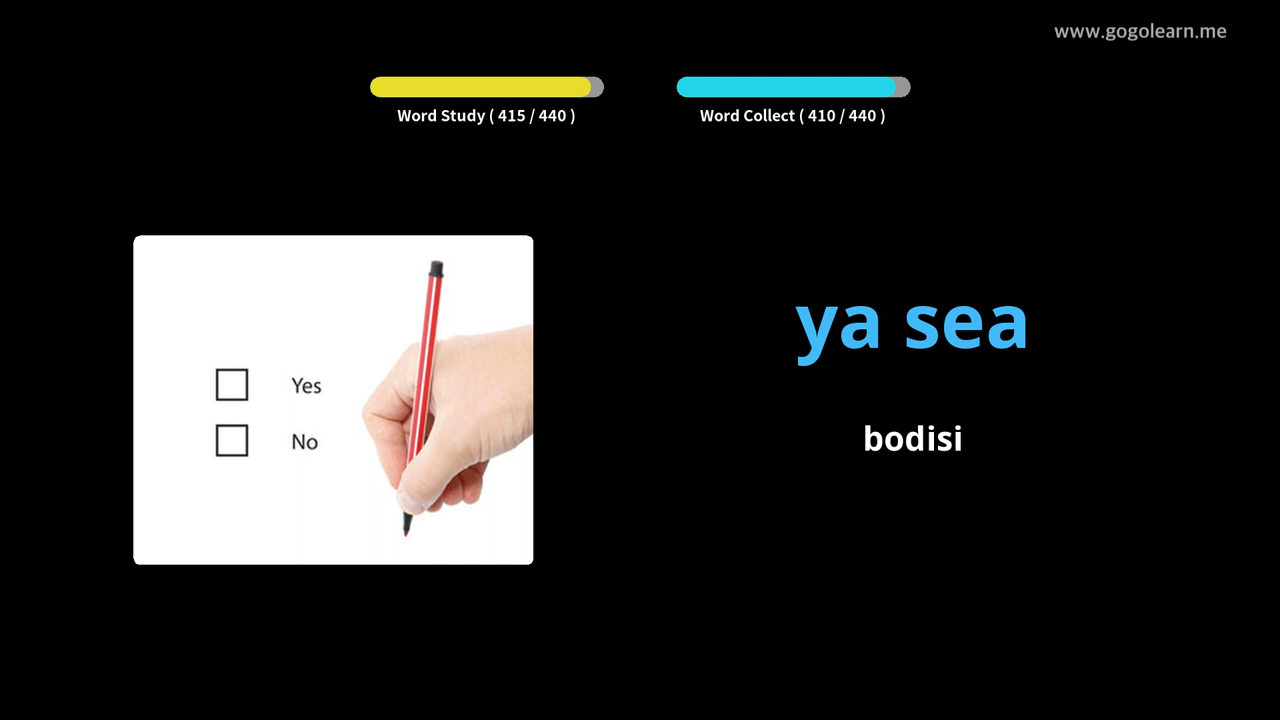 www.gogolearn.me
Word Study ( 415 / 440 )
Word Collect ( 410 / 440 )
Yes
No
ya sea
bodisi